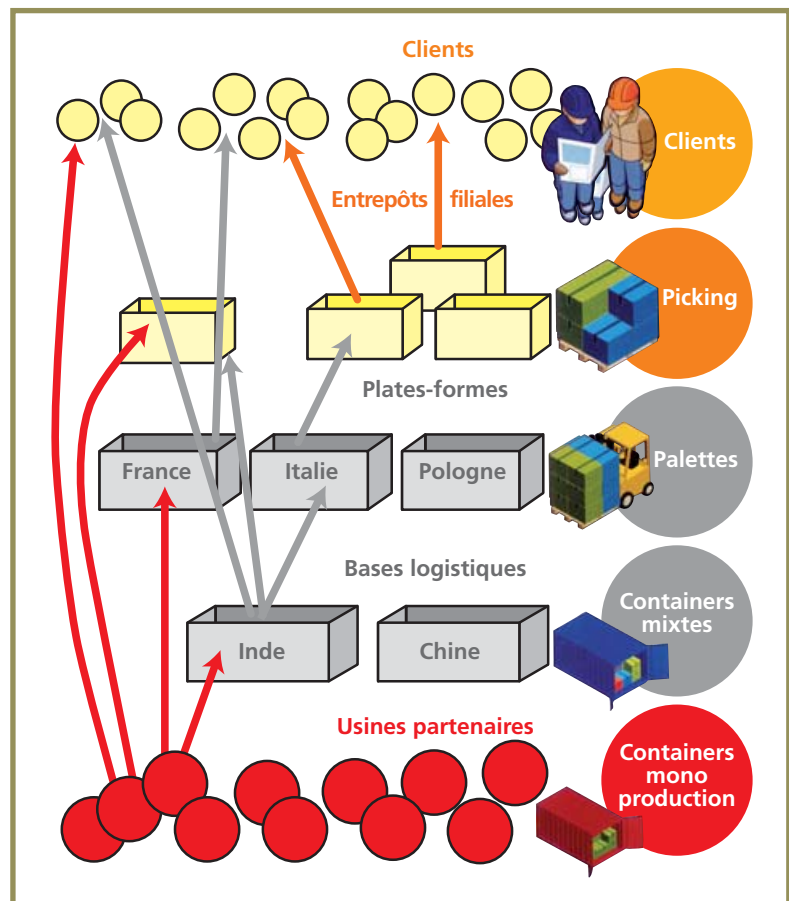 Clients
Clients
Entrepôts filiales
Picking
Plates-formes
France
Italie
Pologne
Palettes
Bases logistiques
Containers
mixtes
Inde
Chine
Usines partenaires
Containers
mono
production